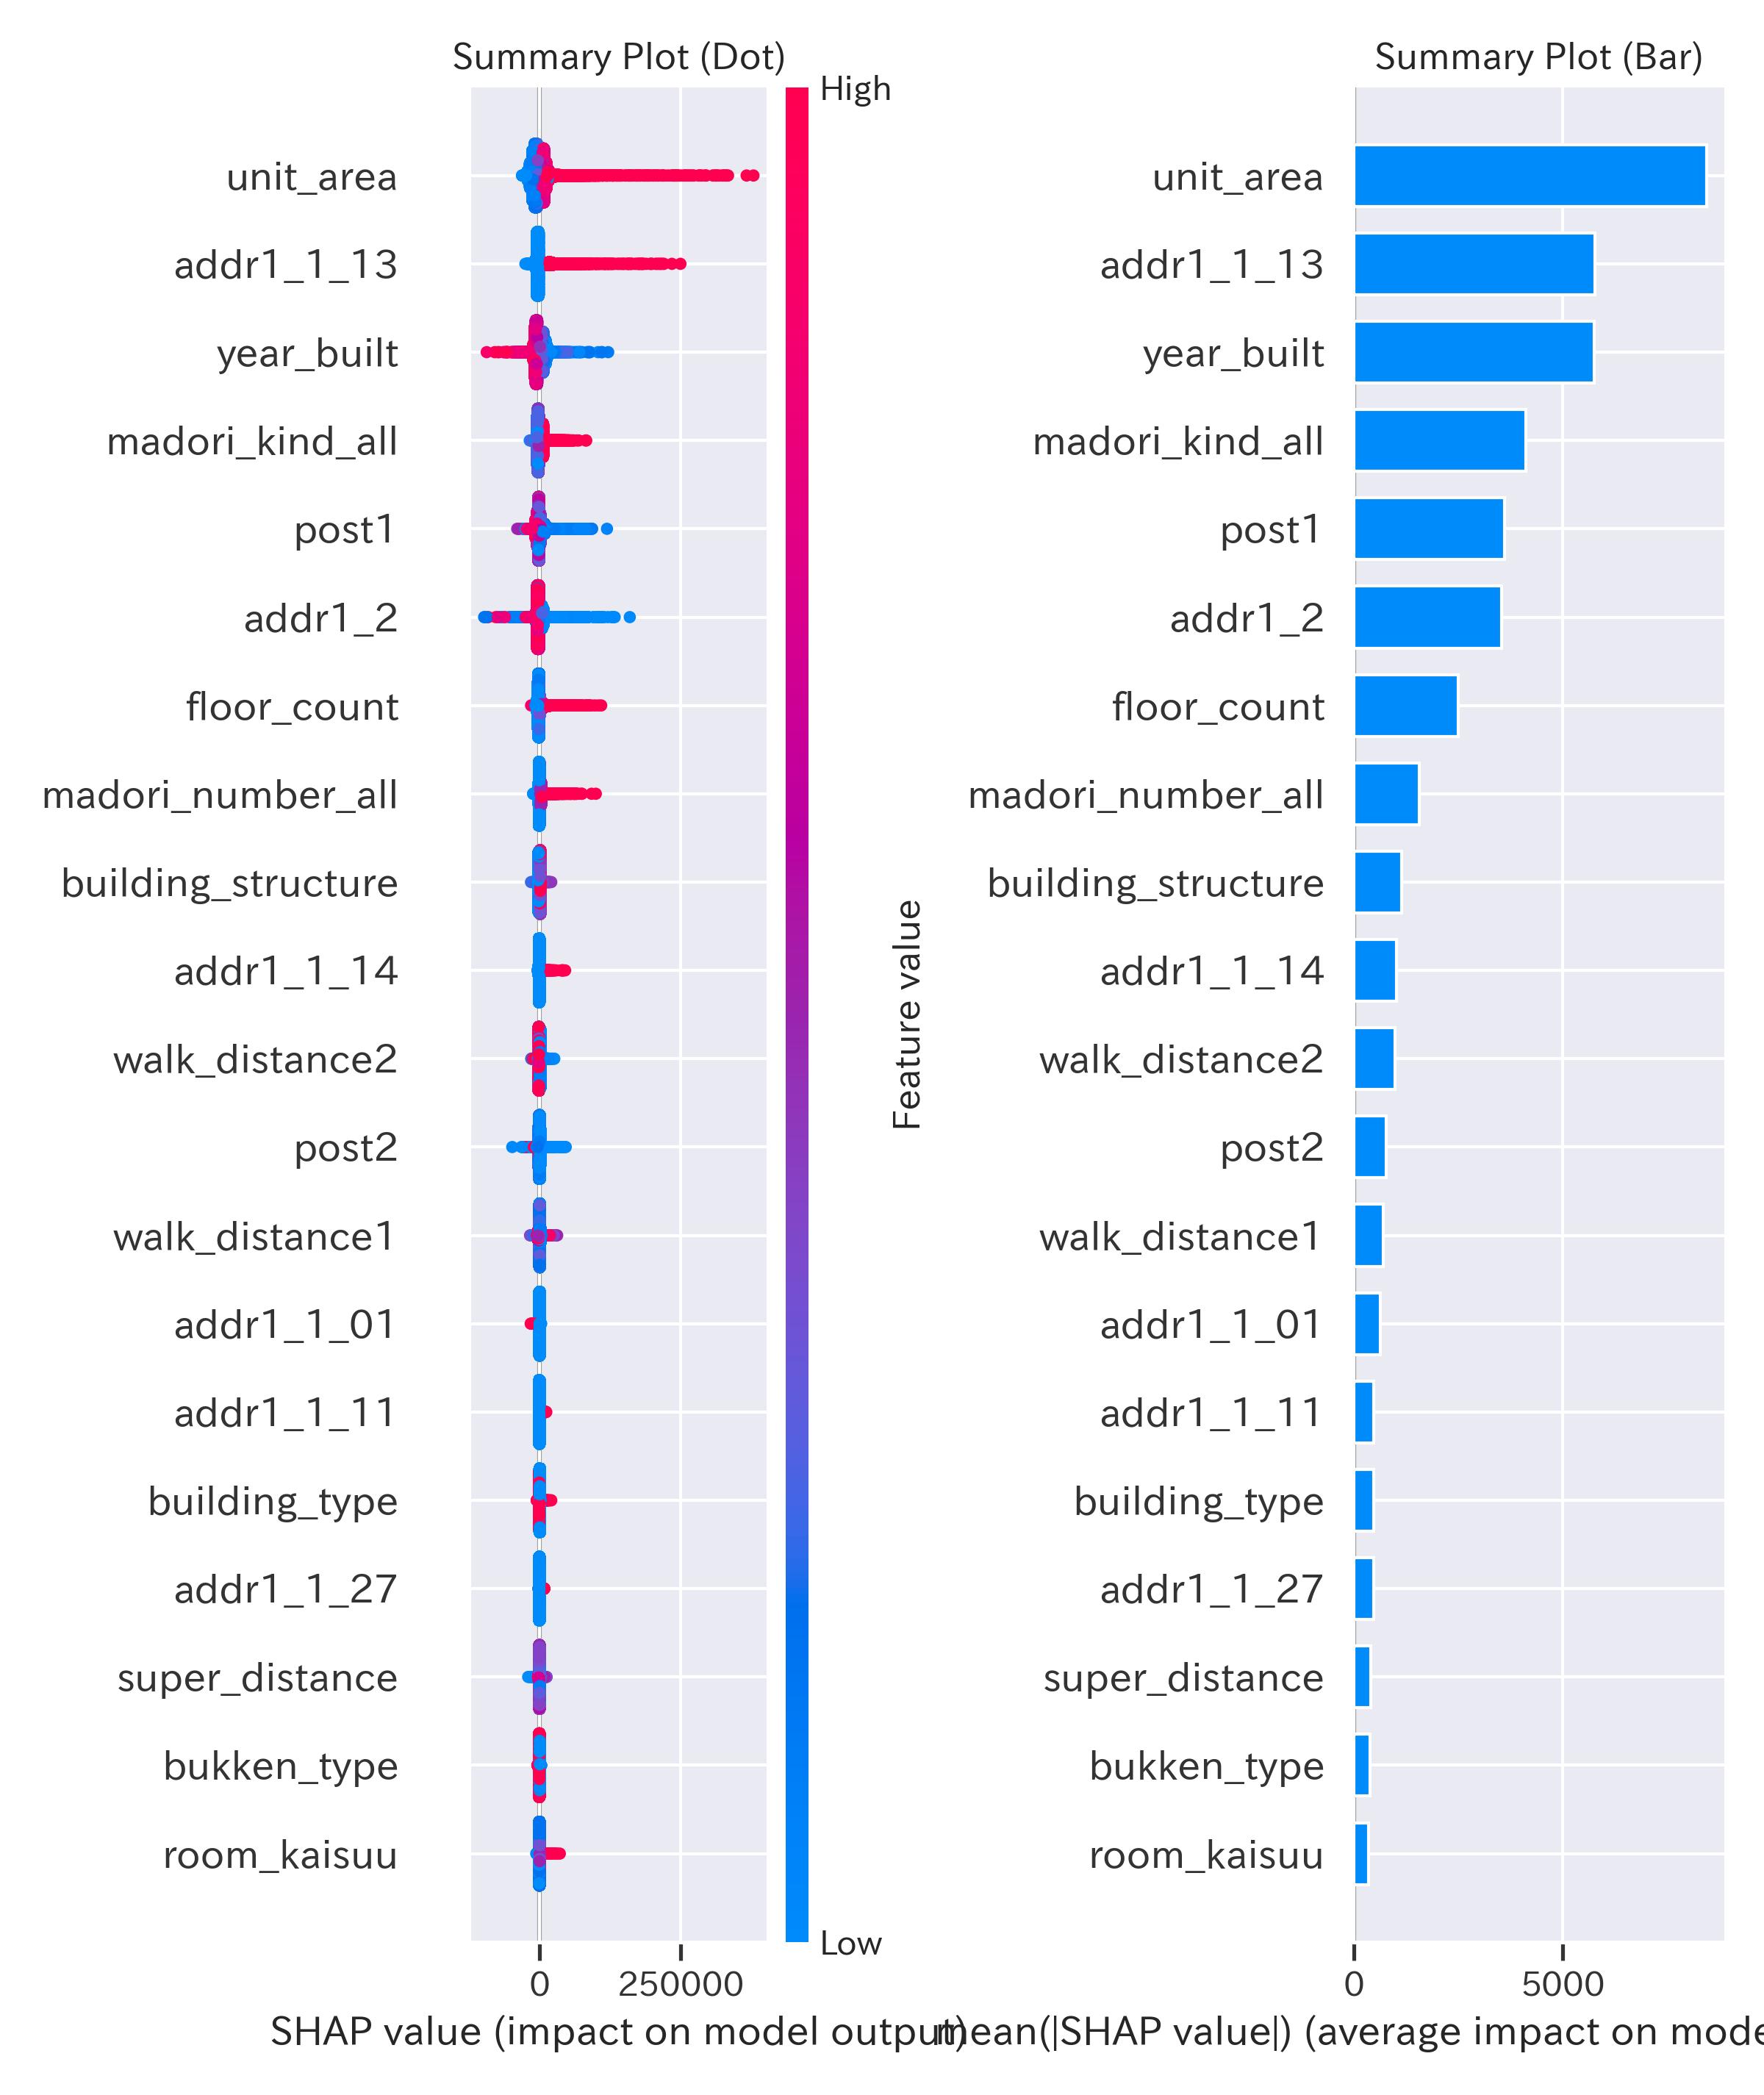 Summary Plot (Dot)
High
unit_area
addr1_1_13
year_built
madori_kind_all
post1
addr1_2
floor_count
madori_number_all
building_structure
addr1_1_14
walk_distance2
post2
walk_distance1
addr1_1_01
addr1_1_11
building_type
addr1_1_27
super_distance
bukken_type
room_kaisuu
Low
Feature value
0
250000
SHAP value (impact on model output)
Summary Plot (Bar)
unit_area
addr1_1_13
year_built
madori_kind_all
post1
addr1_2
floor_count
madori_number_all
building_structure
addr1_1_14
walk_distance2
post2
walk_distance1
addr1_1_01
addr1_1_11
building_type
addr1_1_27
super_distance
bukken_type
room_kaisuu
0
5000
mean(|SHAP value|) (average impact on mode